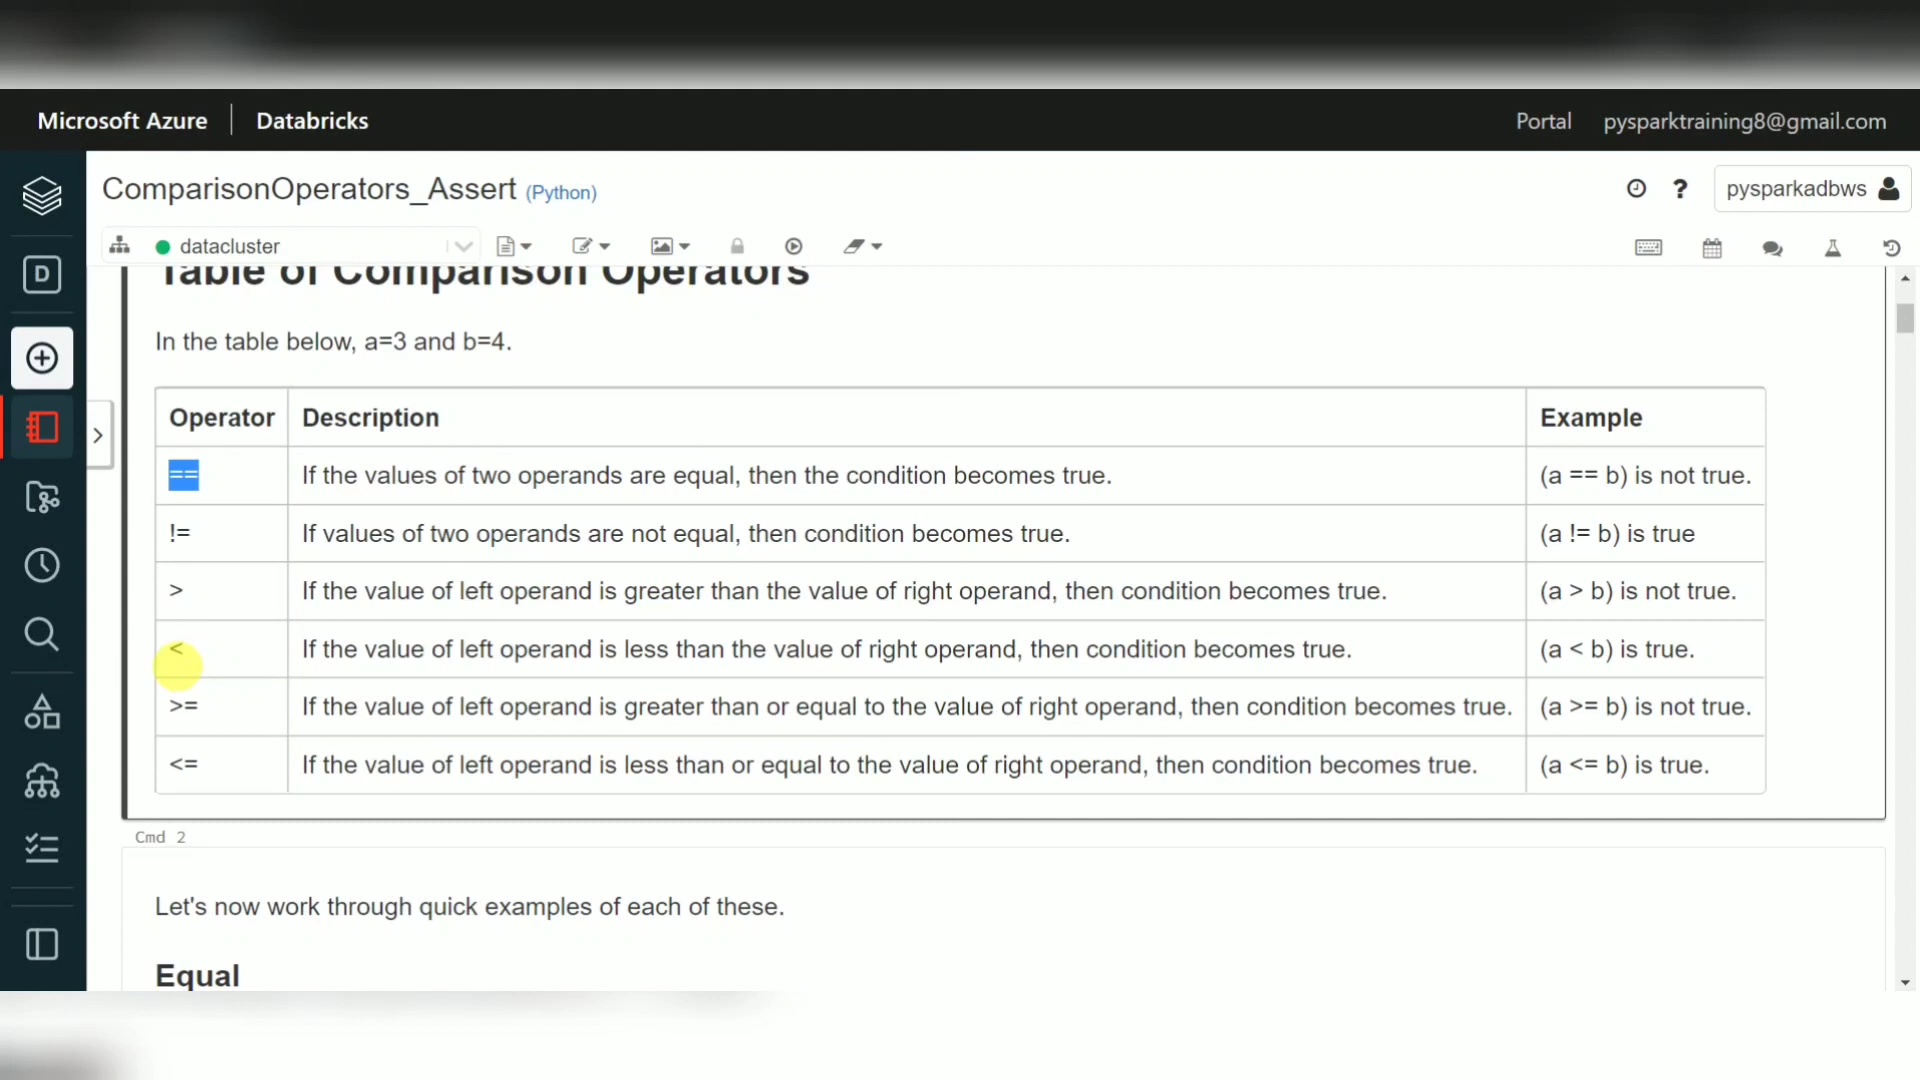 Microsoft Azure | Databricks Portal pysparktraining8@gmail.com
ComparisonOperators_Assert (Python) ? pysparkadbws
datacluster
D
Table of Comparison Operators
In the table below, a=3 and b=4.
Operator Description Example
== If the values of two operands are equal, then the condition becomes true. (a == b) is not true.
!= If values of two operands are not equal, then condition becomes true. (a != b) is true
> If the value of left operand is greater than the value of right operand, then condition becomes true. (a > b) is not true.
< If the value of left operand is less than the value of right operand, then condition becomes true. (a < b) is true.
>= If the value of left operand is greater than or equal to the value of right operand, then condition becomes true. (a >= b) is not true.
<= If the value of left operand is less than or equal to the value of right operand, then condition becomes true. (a <= b) is true.
Cmd 2
Let's now work through quick examples of each of these.
Equal